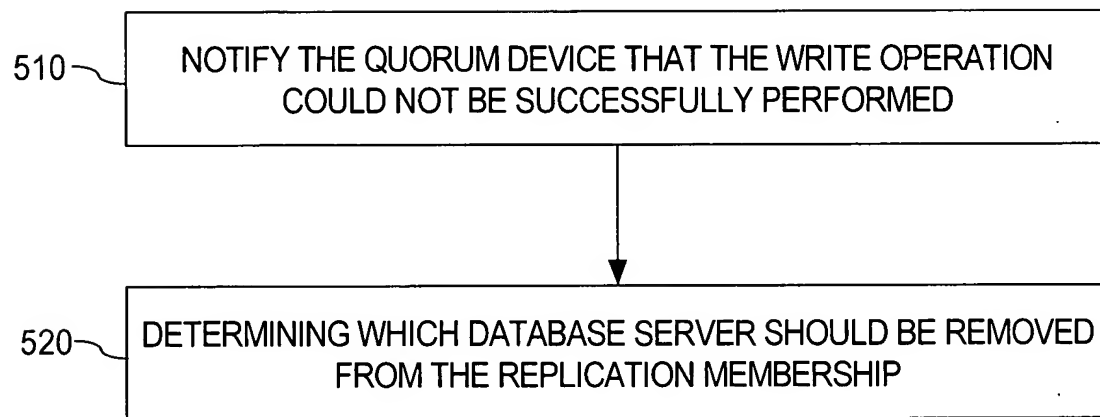 510
NOTIFY THE QUORUM DEVICE THAT THE WRITE OPERATION
COULD NOT BE SUCCESSFULLY PERFORMED
520
DETERMINING WHICH DATABASE SERVER SHOULD BE REMOVED
FROM THE REPLICATION MEMBERSHIP